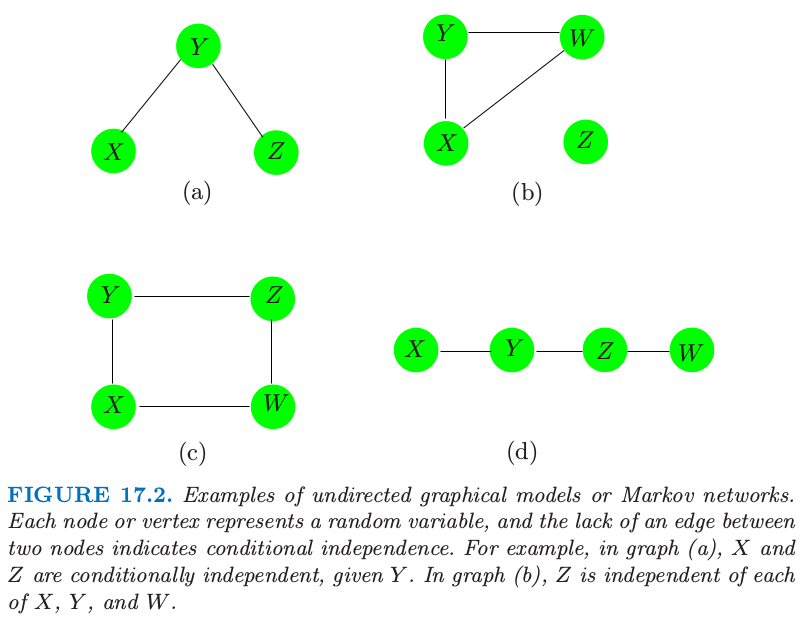 Y
X
Z
(a)
Y
W
X
Z
(b)
Y
Z
X
W
(c)
X
Y
Z
W
(d)
FIGURE 17.2. Examples of undirected graphical models or Markov networks.
Each node or vertex represents a random variable, and the lack of an edge between
two nodes indicates conditional independence. For example, in graph (a), X and
Z are conditionally independent, given Y. In graph (b), Z is independent of each
of X, Y, and W.